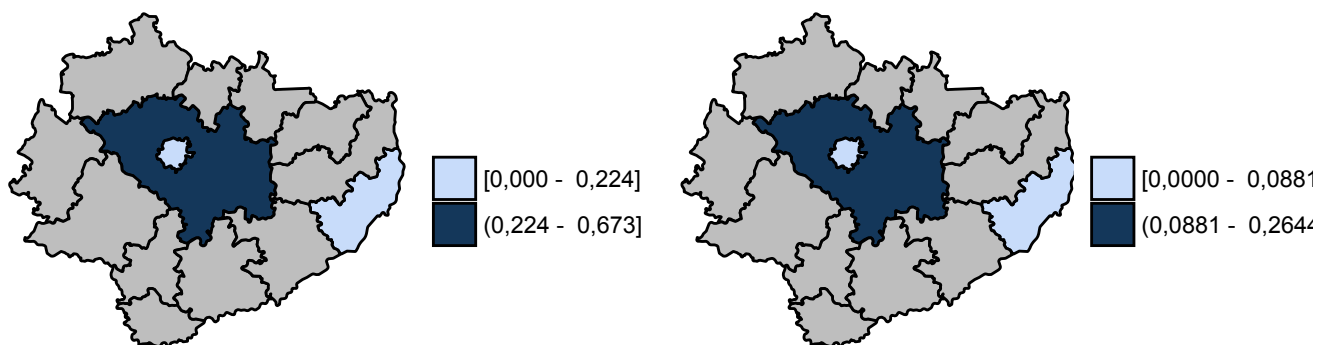 [0,000 - 0,224]
(0,224 - 0,673]
[0,0000 - 0,0881
(0,0881 - 0,2644